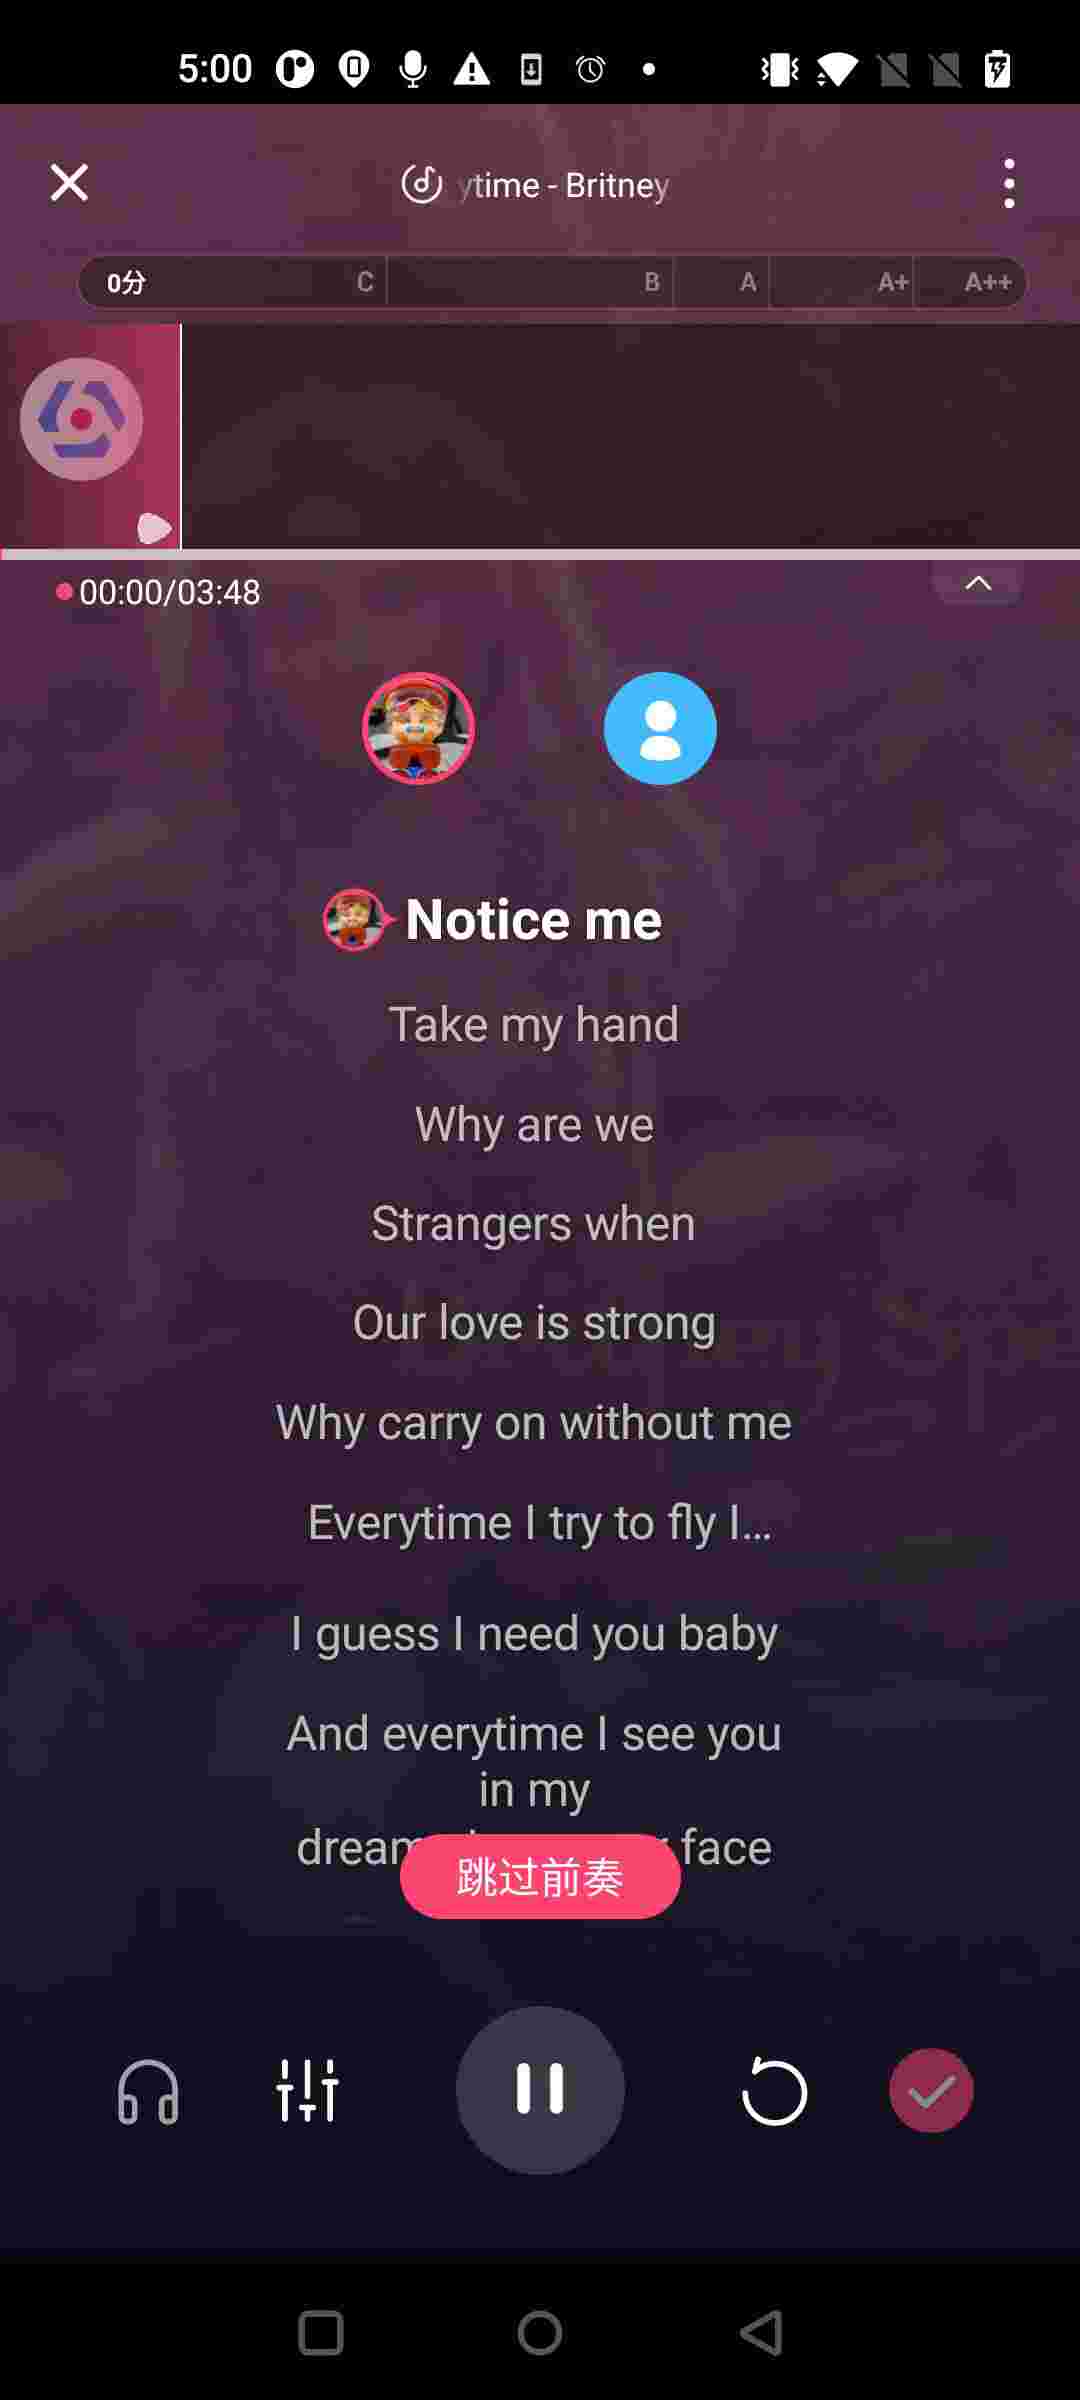 5:00
ytime - Britney
0分 C B A A+ A++
00:00/03:48
Notice me
Take my hand
Why are we
Strangers when
Our love is strong
Why carry on without me
Everytime I try to fly I...
I guess I need you baby
And everytime I see you
in my
face
跳过前奏